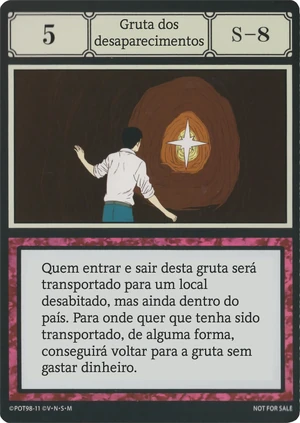 5
Gruta dos
desaparecimentos
S-8
Quem entrar e sair desta gruta será
transportado para um local
desabitado, mas ainda dentro do
país. Para onde quer que tenha sido
transportado, de alguma forma,
conseguirá voltar para a gruta sem
gastar dinheiro.
©POT98-11 ©V·N·S·M
NOT FOR SALE